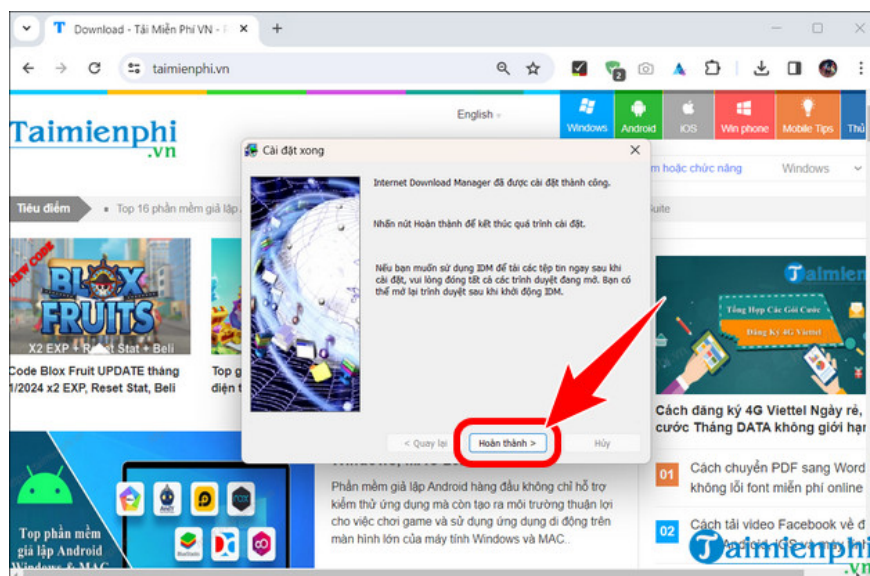 Download - Tải Miễn Phí VN - P
taimienphi.vn
2
Taimienphi
.vn
English
Windows
Android
iOS
Win phone
Mobile Tips
Thủ
Cài đặt xong
m hoặc chức năng
Windows
Tiêu điểm
Top 16 phần mềm giả lập
Suite
Internet Download Manager đã được cài đặt thành công.
Nhấn nút Hoàn thành để kết thúc quá trình cài đặt.
Nếu bạn muốn sử dụng IDM để tải các tệp tin ngay sau khi
cài đặt, vui lòng đóng tất cả các trình duyệt đang mở. Bạn có
thể mở lại trình duyệt sau khi khởi động IDM.
< Quay lại
Hoàn thành >
Hủy
NEW CODE
BLOX
FRUITS
X2 EXP + Reset Stat + Beli
Code Blox Fruit UPDATE tháng
1/2024 x2 EXP, Reset Stat, Beli
Top g
điện t
Taimien
Tổng Hợp Các Gói Cước
Đăng Ký 4G Viettel
Cách đăng ký 4G Viettel Ngày rẻ,
cước Tháng DATA không giới hạn
01
Cách chuyển PDF sang Word
không lỗi font miễn phí online
02
Cách tải video Facebook về đ
Top phần mềm
giả lập Android
Windows & MAC
Phần mềm giả lập Android hàng đầu không chỉ hỗ trợ
kiểm thử ứng dụng mà còn tạo ra môi trường thuận lợi
cho việc chơi game và sử dụng ứng dụng di động trên
màn hình lớn của máy tính Windows và MAC..
Taimienphi
.vn